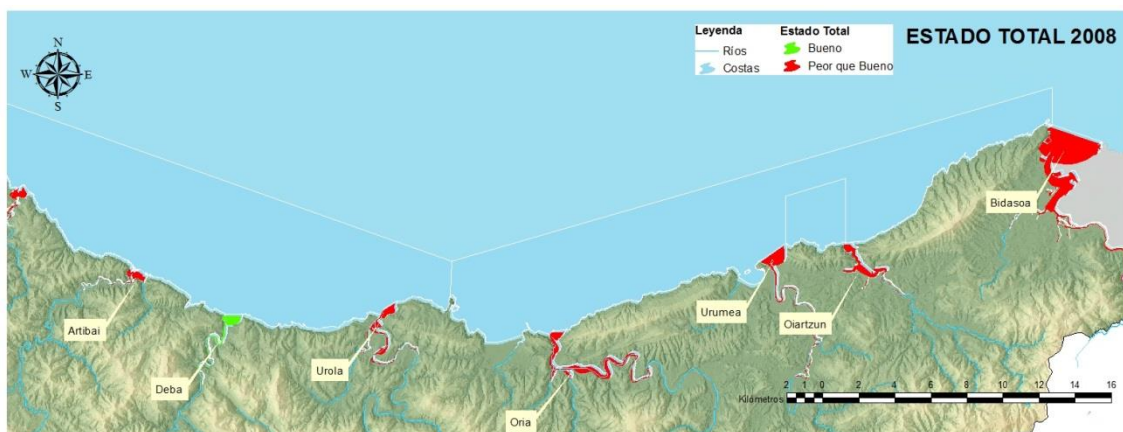 ESTADO TOTAL 2008
Leyenda
Ríos
Costas
Estado Total
Bueno
Peor que Bueno
N
W E
S
Bidasoa
Artibai
Deba
Urola
Oria
Urumea
Oiartzun
2 1 0 2 4 6 8 10 12 14 16
Kilómetros